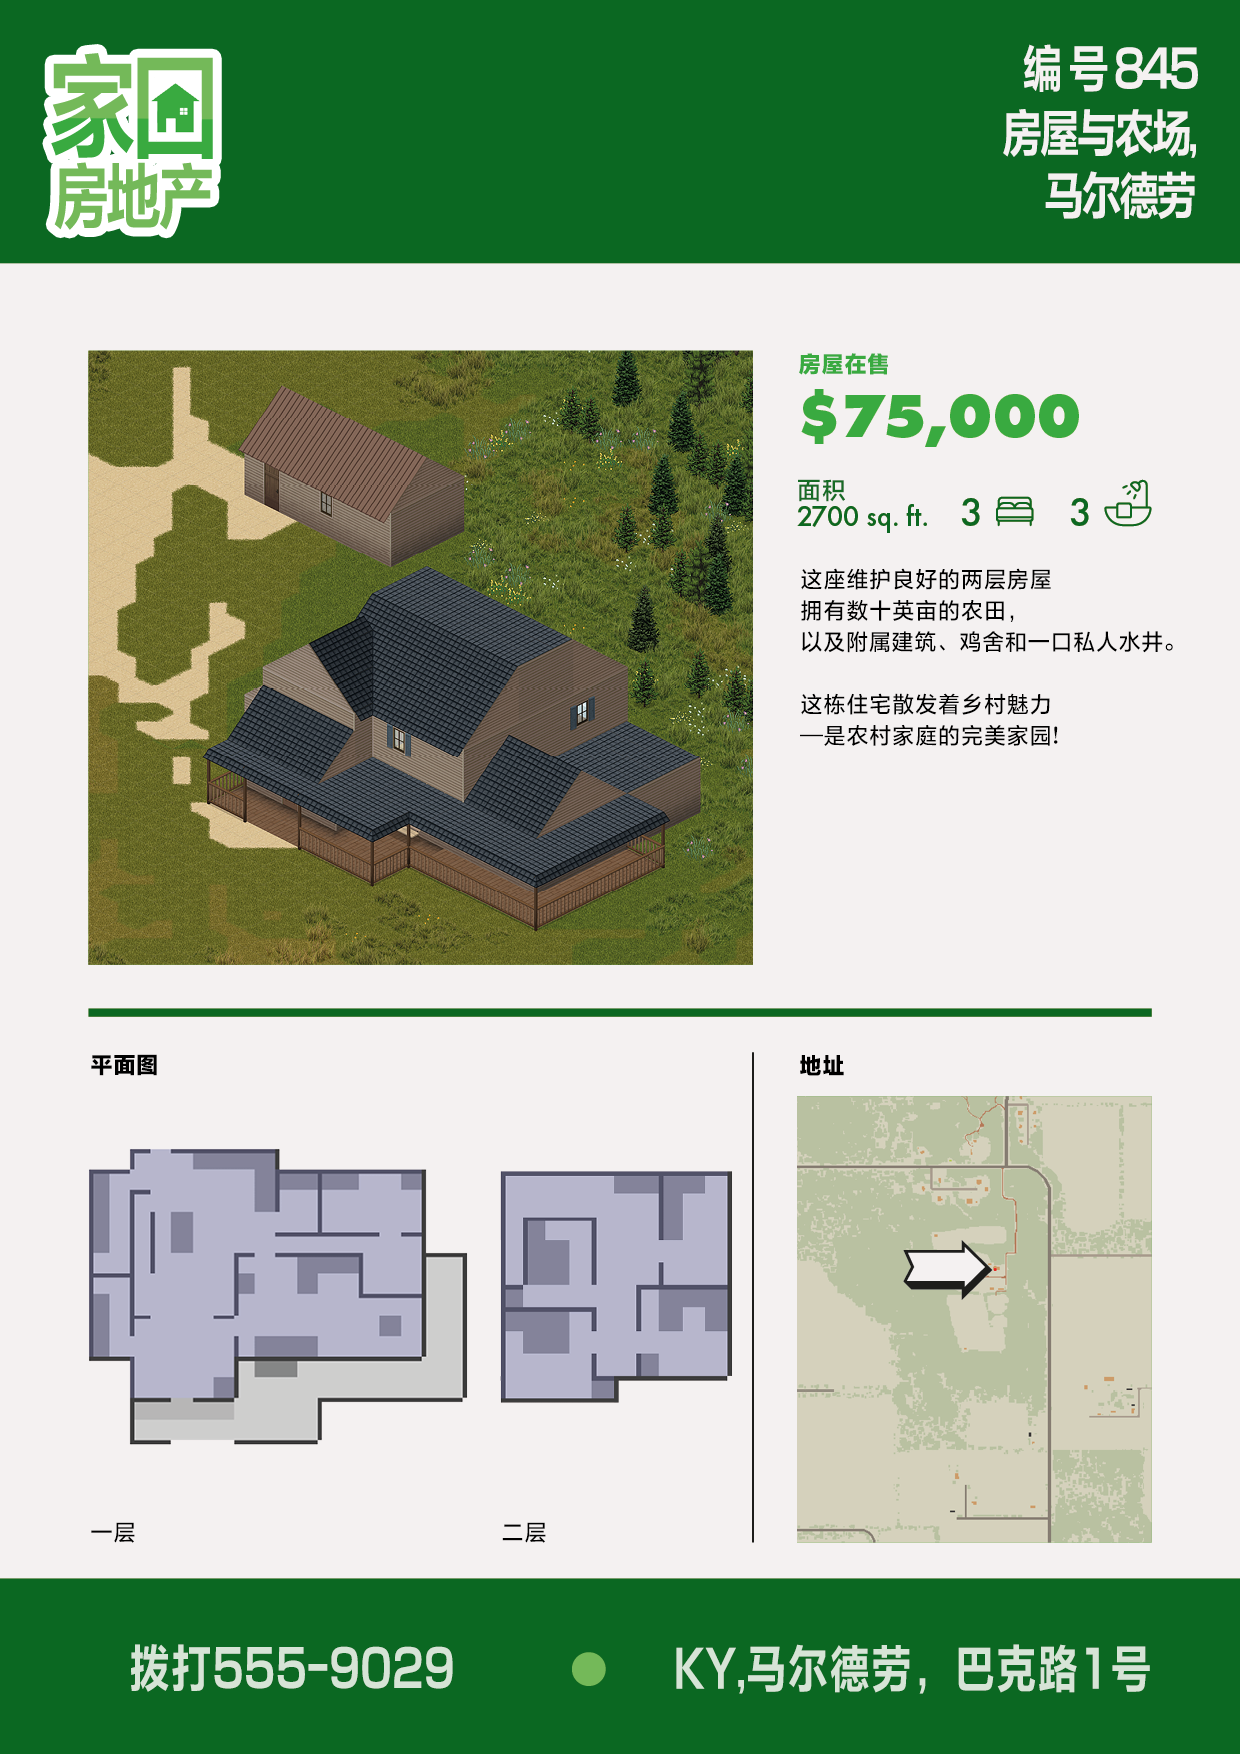 家园
房地产
编号845
房屋与农场,
马尔德劳
房屋在售
$75,000
面积
2700 sq. ft.
3
3
这座维护良好的两层房屋
拥有数十英亩的农田，
以及附属建筑、鸡舍和一口私人水井。
这栋住宅散发着乡村魅力
—是农村家庭的完美家园!
平面图
地址
一层
二层
拨打555-9029
KY,马尔德劳，巴克路1号